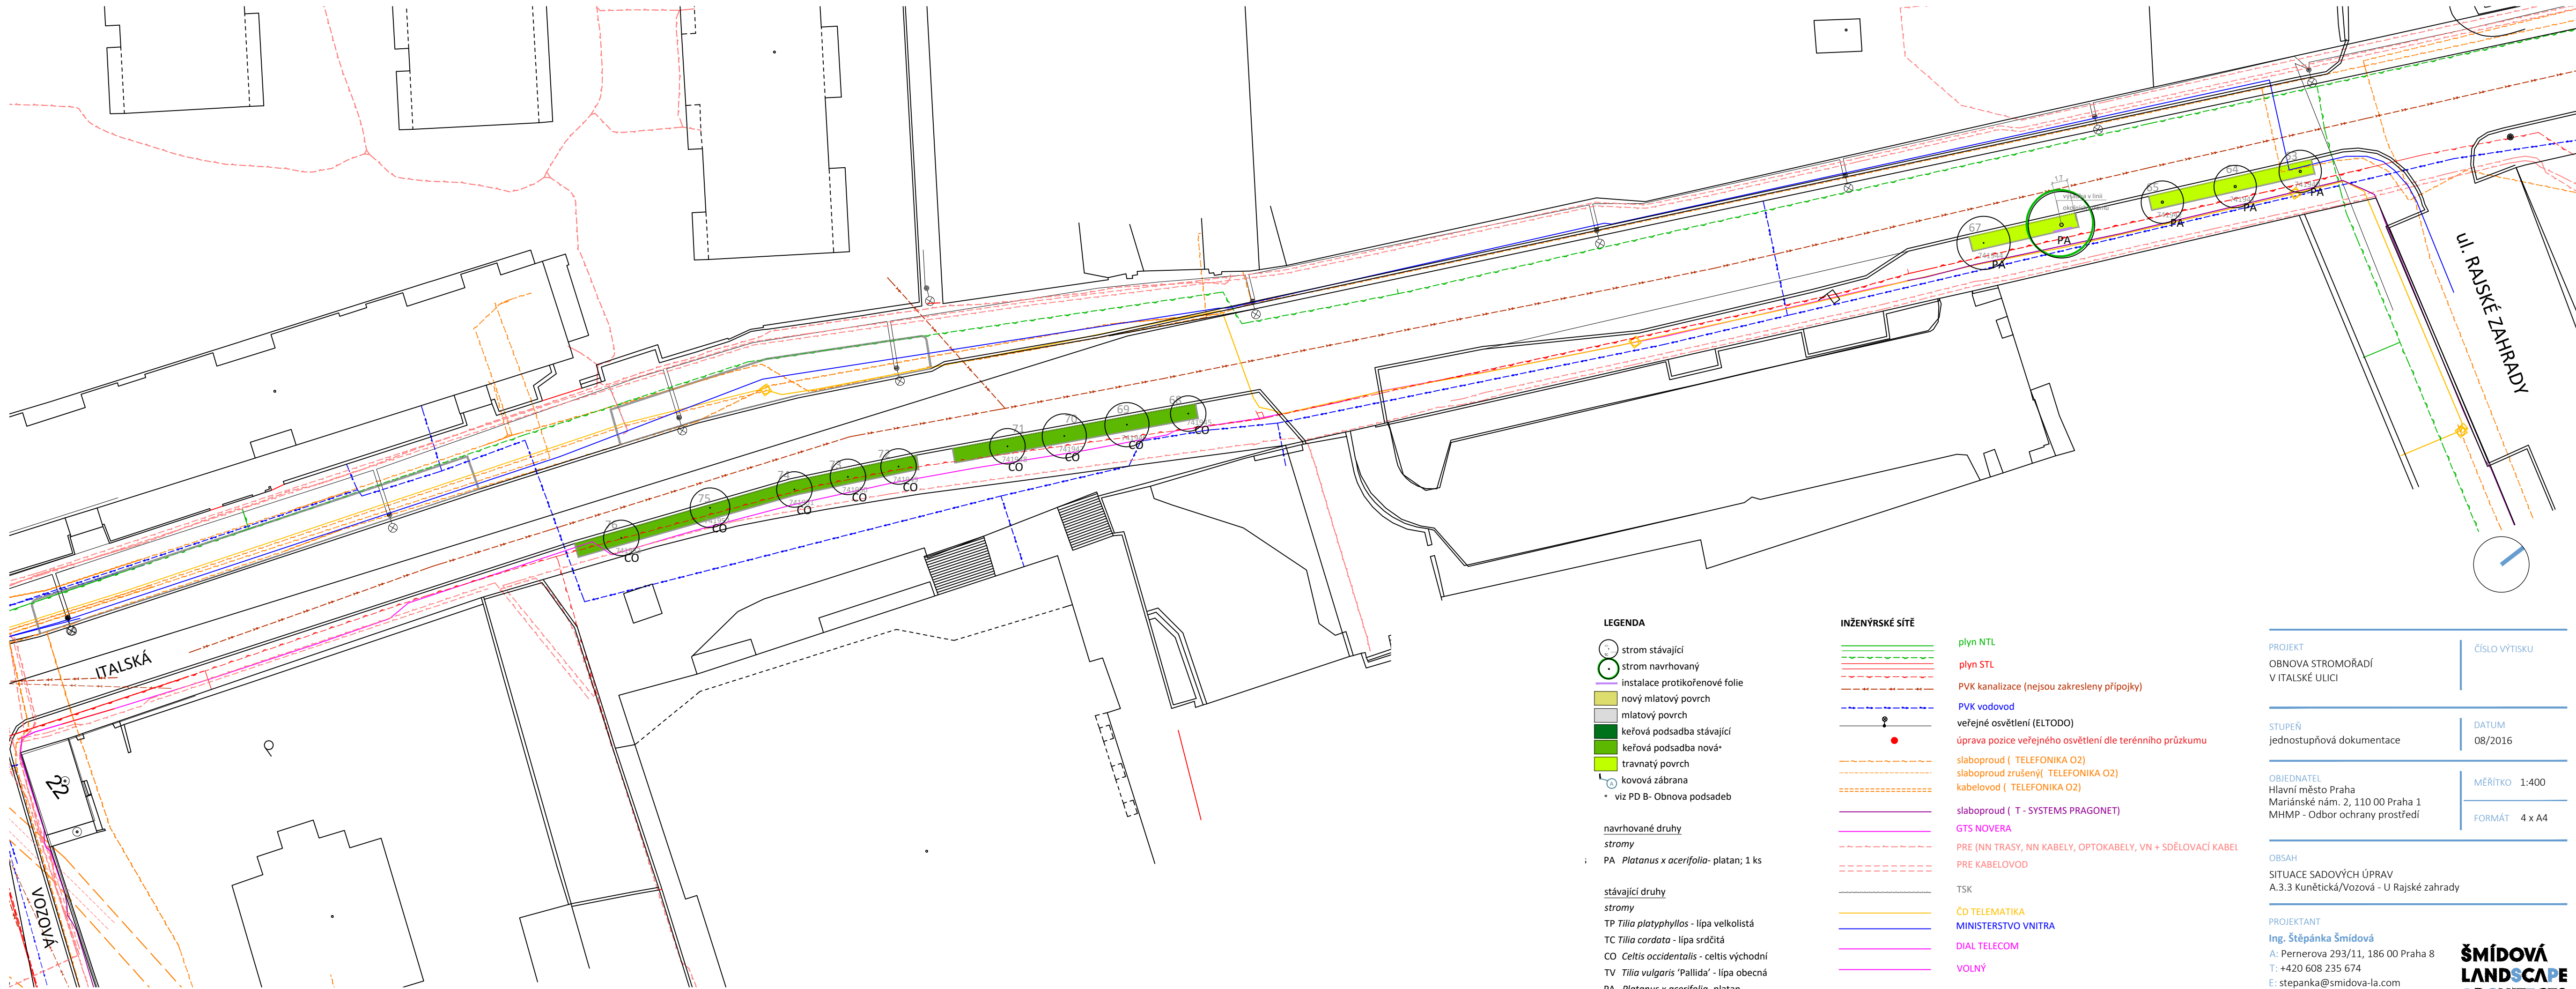 ITALSKÁ
VOZOVÁ
22
ul. RAJSKÉ ZAHRADY
75
71
69
67
64
CO
CO
CO
CO
CO
CO
CO
CO
CO
PA
PA
PA
PA
PA
LEGENDA
strom stávající
strom navrhovaný
instalace protikořenové folie
nový mlatový povrch
mlatový povrch
keřová podsadba stávající
keřová podsadba nová*
travnatý povrch
kovová zábrana
* viz PD B- Obnova podsadeb
navrhované druhy
stromy
PA Platanus x acerifolia- platan; 1 ks
stávající druhy
stromy
TP Tilia platyphyllos - lípa velkolistá
TC Tilia cordata - lípa srdčitá
CO Celtis occidentalis - celtis východní
TV Tilia vulgaris ‘Pallida’ - lípa obecná
PA Platanus x acerifolia- platan
INŽENÝRSKÉ SÍTĚ
plyn NTL
plyn STL
PVK kanalizace (nejsou zakresleny přípojky)
PVK vodovod
veřejné osvětlení (ELTODO)
úprava pozice veřejného osvětlení dle terénního průzkumu
slaboproud ( TELEFONIKA O2)
slaboproud zrušený( TELEFONIKA O2)
kabelovod ( TELEFONIKA O2)
slaboproud ( T - SYSTEMS PRAGONET)
GTS NOVERA
PRE (NN TRASY, NN KABELY, OPTOKABELY, VN + SDĚLOVACÍ KABEL
PRE KABELOVOD
TSK
ČD TELEMATIKA
MINISTERSTVO VNITRA
DIAL TELECOM
VOLNÝ
PROJEKT
OBNOVA STROMOŘADÍ
V ITALSKÉ ULICI
ČÍSLO VÝTISKU
STUPEŇ
jednostupňová dokumentace
DATUM
08/2016
OBJEDNATEL
Hlavní město Praha
Mariánské nám. 2, 110 00 Praha 1
MHMP - Odbor ochrany prostředí
MĚŘÍTKO 1:400
FORMÁT 4 x A4
OBSAH
SITUACE SADOVÝCH ÚPRAV
A.3.3 Kunětická/Vozová - U Rajské zahrady
PROJEKTANT
Ing. Štěpánka Šmídová
A: Pernerova 293/11, 186 00 Praha 8
T: +420 608 235 674
E: stepanka@smidova-la.com
ŠMÍDOVÁ
LANDSCAPE